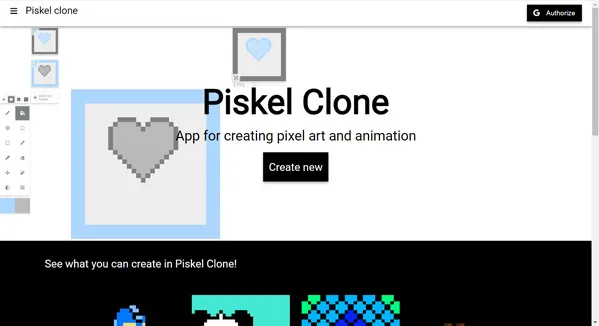 Piskel clone
G Authorize
Piskel Clone
App for creating pixel art and animation
Create new
See what you can create in Piskel Clone!